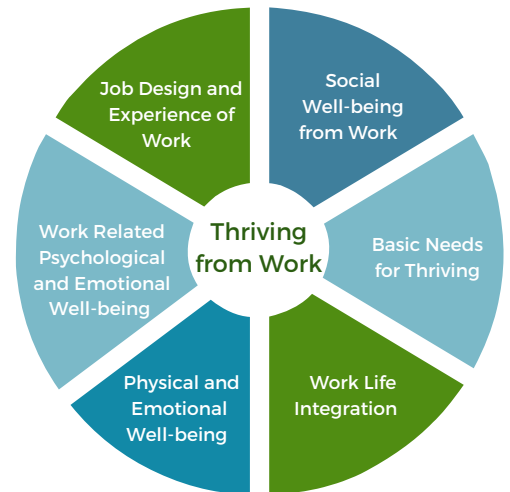 Job Design and
Experience of
Work
Social
Well-being
from Work
Work Related
Psychological
and Emotional
Well-being
Thriving
from Work
Basic Needs
for Thriving
Physical and
Emotional
Well-being
Work Life
Integration